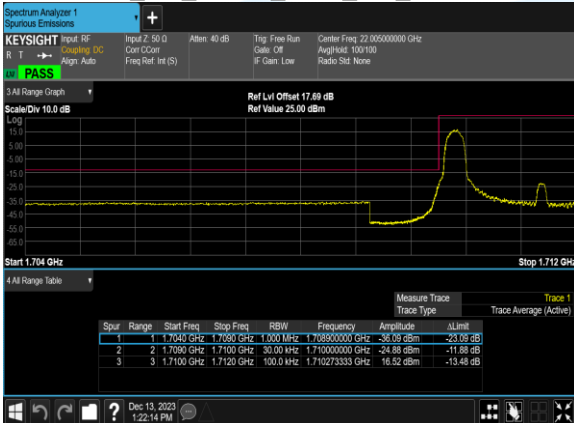 Spectrum Analyzer 1
Spurious Emissions
KEYSIGHT Input: RF Input Z: 50 Ω Atten: 40 dB Trig: Free Run Center Freq: 22.005000000 GHz
R T Coupling: DC Corr CCorr Gate: Off Avg|Hold: 100/100
Align: Auto Freq Ref: Int (S) IF Gain: Low Radio Std: None
PASS
3 All Range Graph Ref Lvl Offset 17.69 dB
Scale/Div 10.0 dB Ref Value 25.00 dBm
Log
15.0
5.00
-5.00
-15.0
-25.0
-35.0
-45.0
-55.0
-65.0
Start 1.704 GHz Stop 1.712 GHz
4 All Range Table
Measure Trace Trace 1
Trace Type Trace Average (Active)
Spur Range Start Freq Stop Freq RBW Frequency Amplitude ΔLimit
1 1 1.7040 GHz 1.7090 GHz 1.000 MHz 1.708900000 GHz -36.09 dBm -23.09 dB
2 2 1.7090 GHz 1.7100 GHz 30.00 kHz 1.710000000 GHz -24.88 dBm -11.88 dB
3 3 1.7100 GHz 1.7120 GHz 100.0 kHz 1.710273333 GHz 16.52 dBm -13.48 dB
? Dec 13, 2023
1:22:14 PM